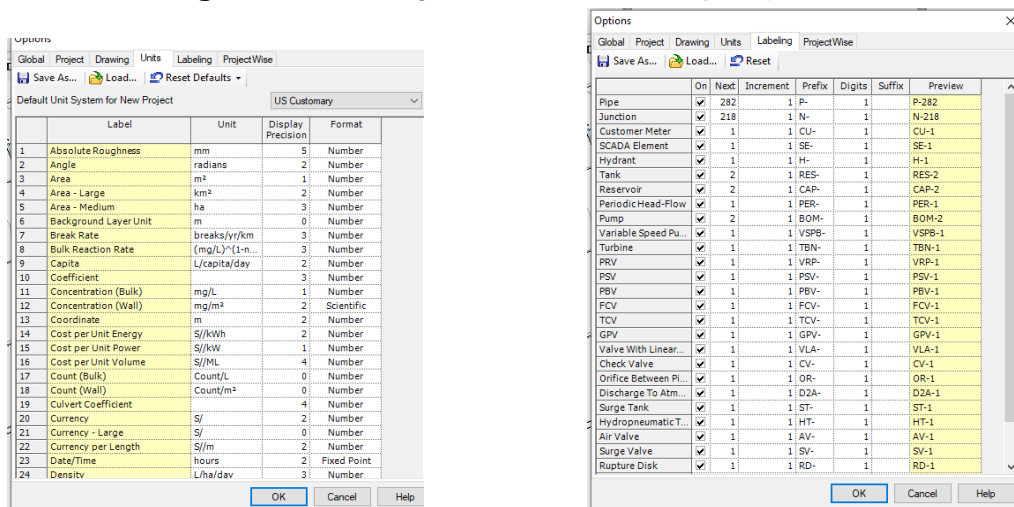 Options
Global Project Drawing Units Labeling ProjectWise
Save As... Load... Reset Defaults
Default Unit System for New Project US Customary
Label Unit Display Precision Format
1 Absolute Roughness mm 5 Number
2 Angle radians 2 Number
3 Area m² 1 Number
4 Area - Large km² 2 Number
5 Area - Medium ha 3 Number
6 Background Layer Unit m 0 Number
7 Break Rate breaks/yr/km 3 Number
8 Bulk Reaction Rate (mg/L)^(1-n... 3 Number
9 Capita L/capita/day 2 Number
10 Coefficient 3 Number
11 Concentration (Bulk) mg/L 1 Number
12 Concentration (Wall) mg/m² 2 Scientific
13 Coordinate m 2 Number
14 Cost per Unit Energy S//kWh 2 Number
15 Cost per Unit Power S//kW 1 Number
16 Cost per Unit Volume S//ML 4 Number
17 Count (Bulk) Count/L 0 Number
18 Count (Wall) Count/m² 0 Number
19 Culvert Coefficient 4 Number
20 Currency S/ 2 Number
21 Currency - Large S/ 0 Number
22 Currency per Length S//m 2 Number
23 Date/Time hours 2 Fixed Point
24 Density L/ha/day 3 Number
OK Cancel Help
Options
Global Project Drawing Units Labeling ProjectWise
Save As... Load... Reset
On Next Increment Prefix Digits Suffix Preview
Pipe 282 1 P- 1 P-282
Junction 218 1 N- 1 N-218
Customer Meter 1 1 CU- 1 CU-1
SCADA Element 1 1 SE- 1 SE-1
Hydrant 1 1 H- 1 H-1
Tank 2 1 RES- 1 RES-2
Reservoir 2 1 CAP- 1 CAP-2
Periodic Head-Flow 1 1 PER- 1 PER-1
Pump 2 1 BOM- 1 BOM-2
Variable Speed Pu... 1 1 VSPB- 1 VSPB-1
Turbine 1 1 TBN- 1 TBN-1
PRV 1 1 VRP- 1 VRP-1
PSV 1 1 PSV- 1 PSV-1
PBV 1 1 PBV- 1 PBV-1
FCV 1 1 FCV- 1 FCV-1
TCV 1 1 TCV- 1 TCV-1
GPV 1 1 GPV- 1 GPV-1
Valve With Linear... 1 1 VLA- 1 VLA-1
Check Valve 1 1 CV- 1 CV-1
Orifice Between Pi... 1 1 OR- 1 OR-1
Discharge To Atm... 1 1 D2A- 1 D2A-1
Surge Tank 1 1 ST- 1 ST-1
Hydropneumatic T... 1 1 HT- 1 HT-1
Air Valve 1 1 AV- 1 AV-1
Surge Valve 1 1 SV- 1 SV-1
Rupture Disk 1 1 RD- 1 RD-1
OK Cancel Help